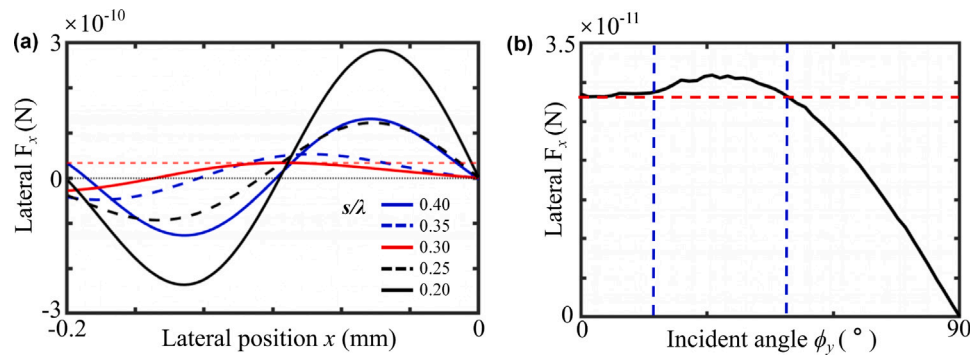 (a)
×10⁻¹⁰
3
0
-3
Lateral Fₓ (N)
-0.2
0
Lateral position x (mm)
s/λ
0.40
0.35
0.30
0.25
0.20
(b)
×10⁻¹¹
3.5
0
Lateral Fₓ (N)
0
90
Incident angle ϕy ( ° )